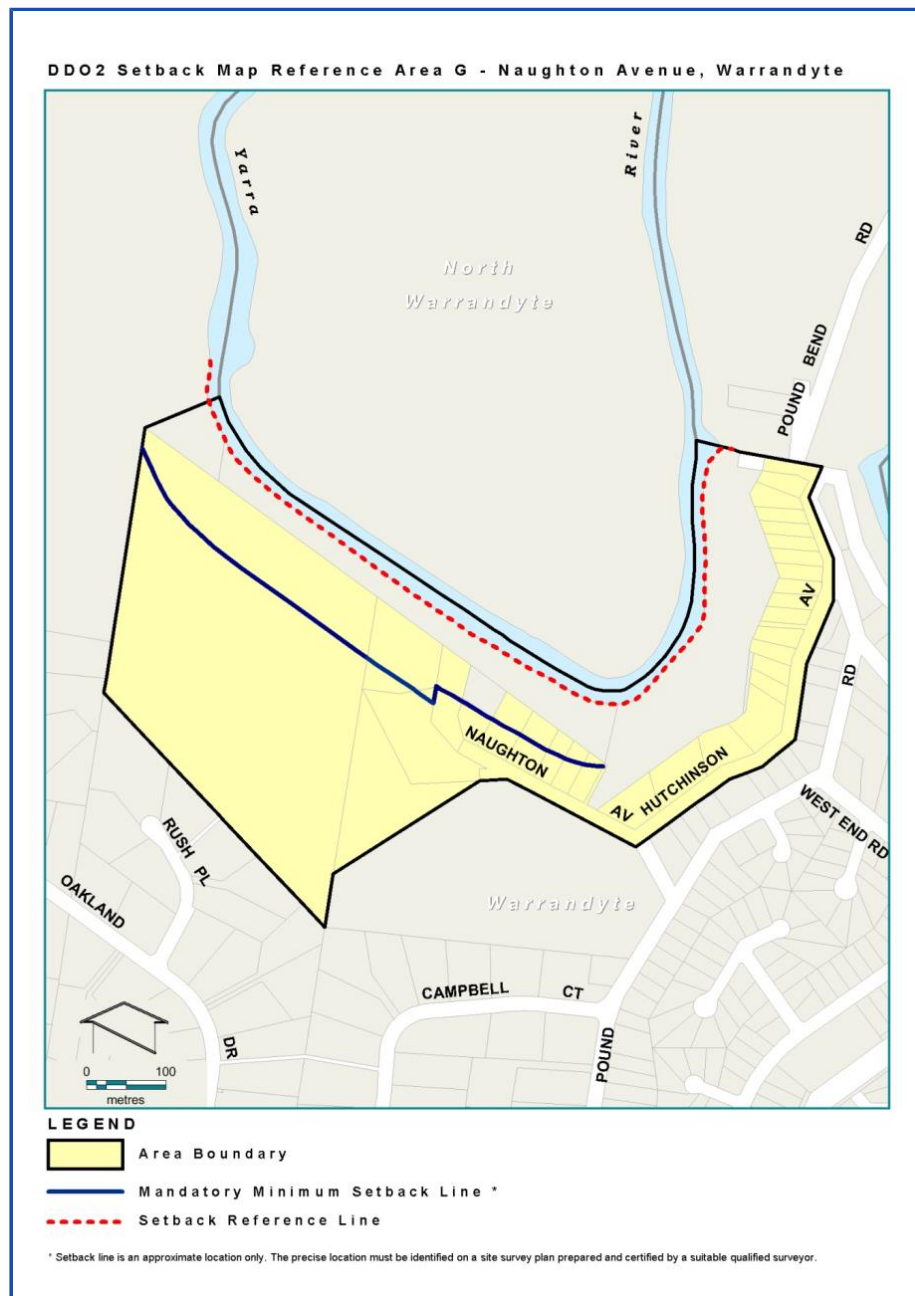 DDO2 Setback Map Reference Area G - Naughton Avenue, Warrandyte
Yarra
River
North
Warrandyte
POUND BEND RD
AV
RD
NAUGHTON
AV HUTCHINSON
WEST END RD
RUSH PL
OAKLAND
Warrandyte
CAMPBELL CT
DR
POUND
0 100
metres
LEGEND
Area Boundary
Mandatory Minimum Setback Line *
Setback Reference Line
* Setback line is an approximate location only. The precise location must be identified on a site survey plan prepared and certified by a suitable qualified surveyor.